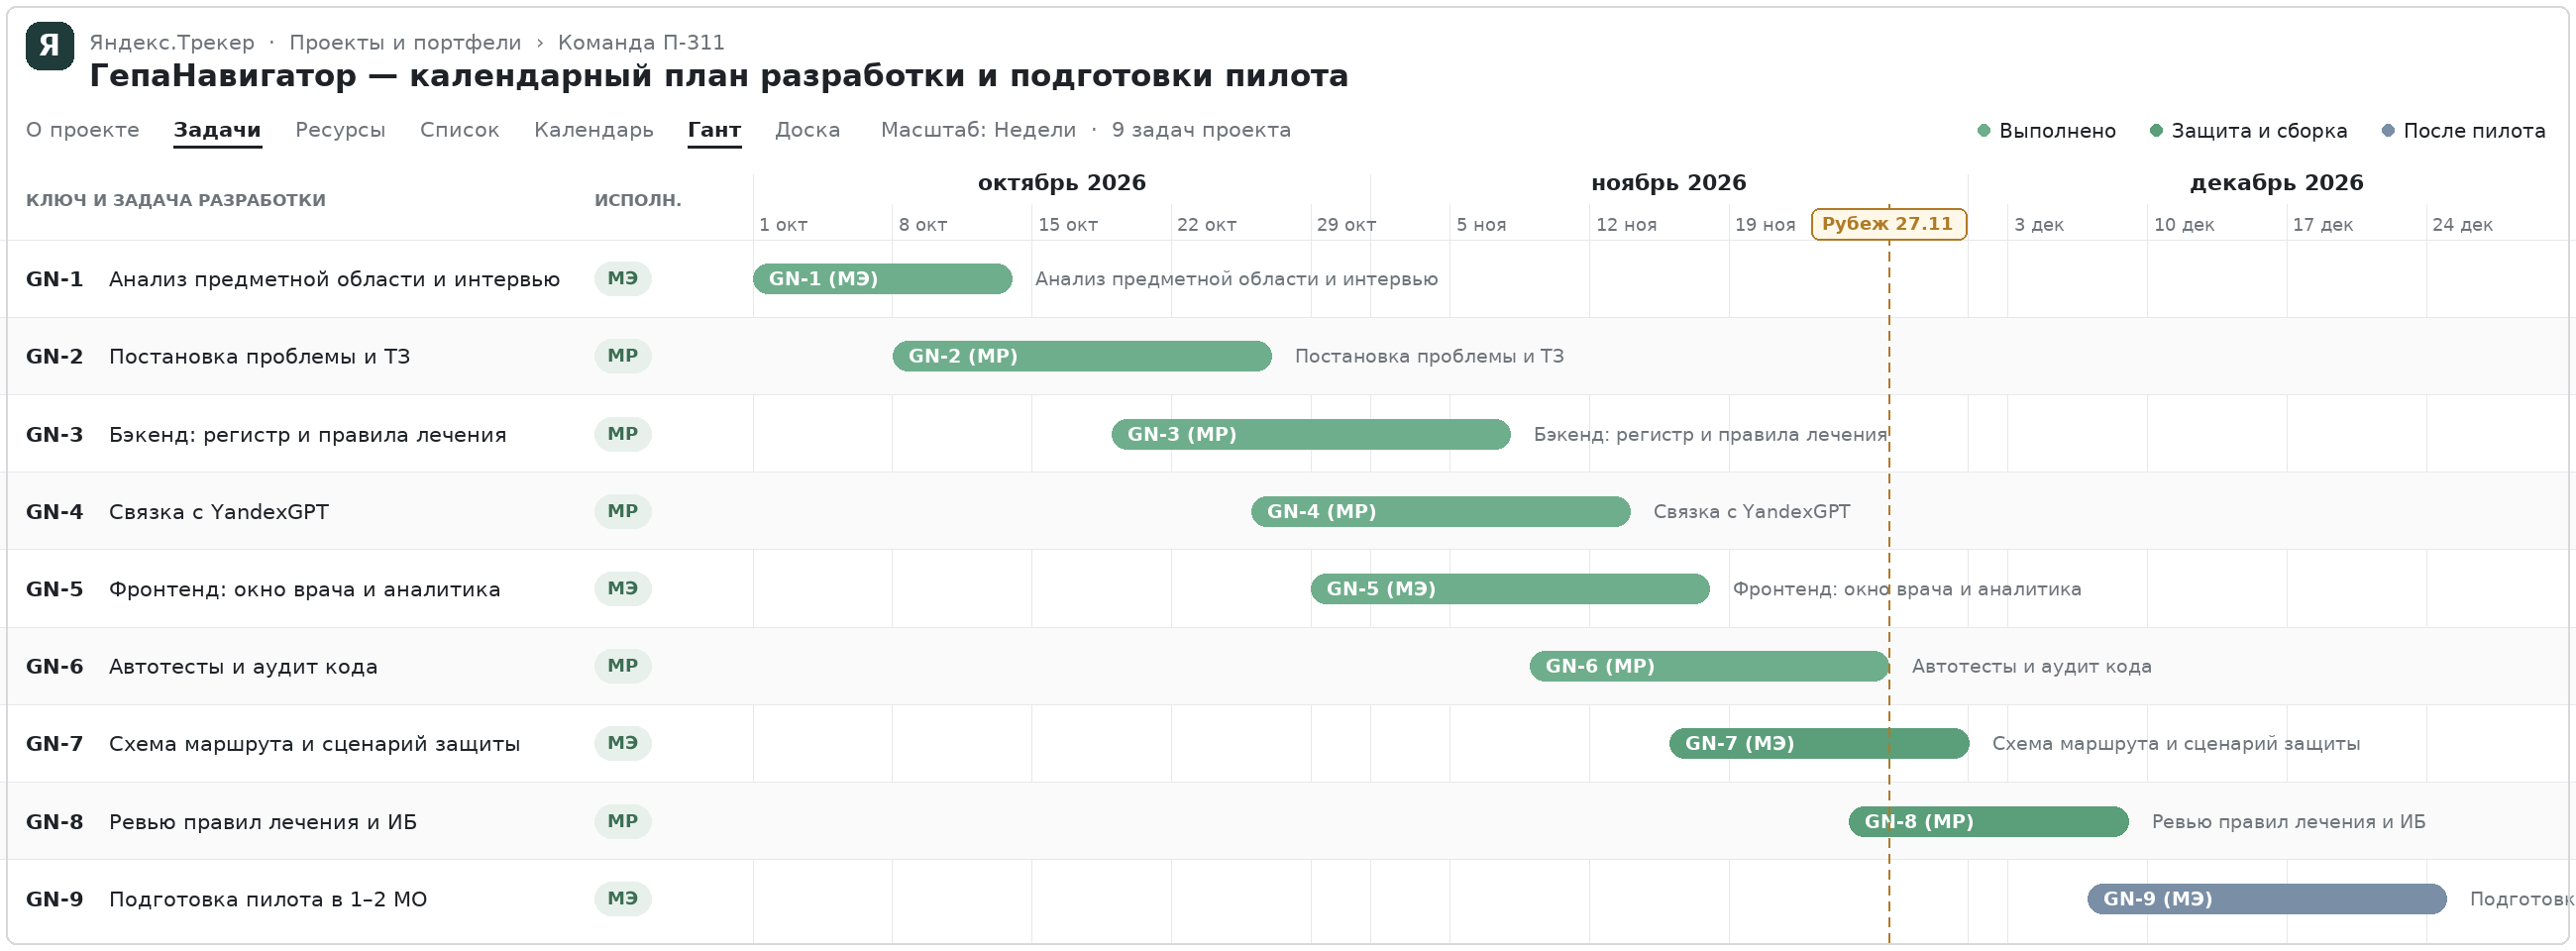 Я
Яндекс.Трекер · Проекты и портфели › Команда П-311
ГепаНавигатор — календарный план разработки и подготовки пилота
О проекте Задачи Ресурсы Список Календарь Гант Доска Масштаб: Недели · 9 задач проекта
Выполнено Защита и сборка После пилота
КЛЮЧ И ЗАДАЧА РАЗРАБОТКИ ИСПОЛН.
октябрь 2026 ноябрь 2026 декабрь 2026
1 окт 8 окт 15 окт 22 окт 29 окт 5 ноя 12 ноя 19 ноя Рубеж 27.11 3 дек 10 дек 17 дек 24 дек
GN-1 Анализ предметной области и интервью МЭ GN-1 (МЭ) Анализ предметной области и интервью
GN-2 Постановка проблемы и ТЗ МР GN-2 (МР) Постановка проблемы и ТЗ
GN-3 Бэкенд: регистр и правила лечения МР GN-3 (МР) Бэкенд: регистр и правила лечения
GN-4 Связка с YandexGPT МР GN-4 (МР) Связка с YandexGPT
GN-5 Фронтенд: окно врача и аналитика МЭ GN-5 (МЭ) Фронтенд: окно врача и аналитика
GN-6 Автотесты и аудит кода МР GN-6 (МР) Автотесты и аудит кода
GN-7 Схема маршрута и сценарий защиты МЭ GN-7 (МЭ) Схема маршрута и сценарий защиты
GN-8 Ревью правил лечения и ИБ МР GN-8 (МР) Ревью правил лечения и ИБ
GN-9 Подготовка пилота в 1–2 МО МЭ GN-9 (МЭ) Подготовк